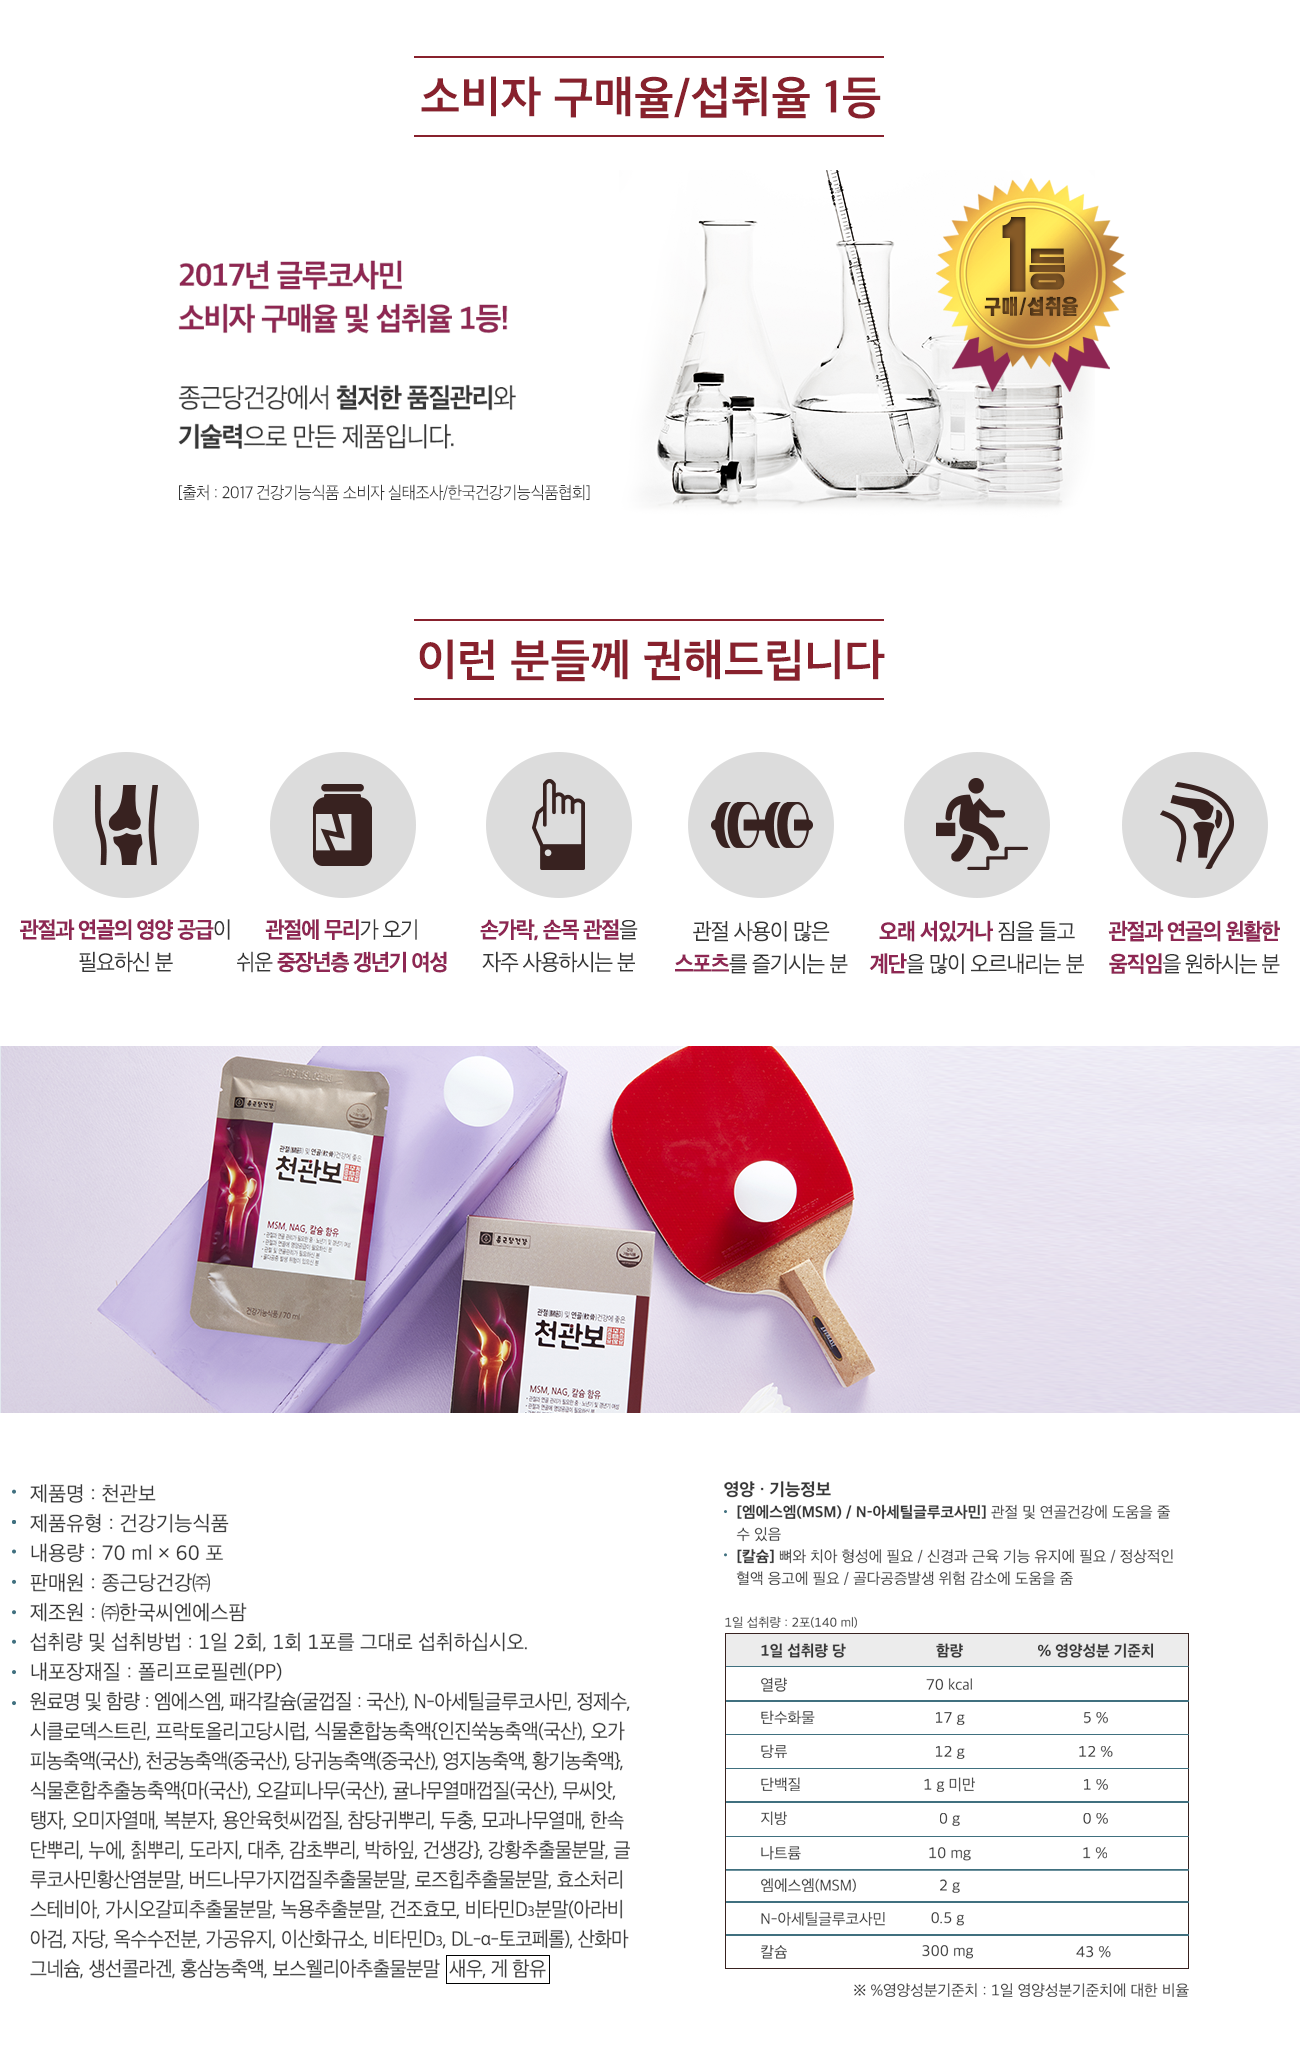 소비자 구매율/섭취율 1등
2017년 글루코사민
소비자 구매율 및 섭취율 1등!
종근당건강에서 철저한 품질관리와
기술력으로 만든 제품입니다.
[출처 : 2017 건강기능식품 소비자 실태조사/한국건강기능식품협회]
1등
구매/섭취율
이런 분들께 권해드립니다
관절과 연골의 영양 공급이
필요하신 분
관절에 무리가 오기
쉬운 중장년층 갱년기 여성
손가락, 손목 관절을
자주 사용하시는 분
관절 사용이 많은
스포츠를 즐기시는 분
오래 서있거나 짐을 들고
계단을 많이 오르내리는 분
관절과 연골의 원활한
움직임을 원하시는 분
종근당건강
관절(關節) 및 연골(軟骨)건강에 좋은
천관보
MSM, NAG, 칼슘 함유
건강기능식품/70 ml
종근당건강
관절(關節) 및 연골(軟骨)건강에 좋은
천관보
MSM, NAG, 칼슘 함유
• 제품명 : 천관보
• 제품유형 : 건강기능식품
• 내용량 : 70 ml × 60 포
• 판매원 : 종근당건강㈜
• 제조원 : ㈜한국씨엔에스팜
• 섭취량 및 섭취방법 : 1일 2회, 1회 1포를 그대로 섭취하십시오.
• 내포장재질 : 폴리프로필렌(PP)
• 원료명 및 함량 : 엠에스엠, 패각칼슘(굴껍질 : 국산), N-아세틸글루코사민, 정제수,
시클로덱스트린, 프락토올리고당시럽, 식물혼합농축액{인진쑥농축액(국산), 오가
피농축액(국산), 천궁농축액(중국산), 당귀농축액(중국산), 영지농축액, 황기농축액},
식물혼합추출농축액{마(국산), 오갈피나무(국산), 귤나무열매껍질(국산), 무씨앗,
탱자, 오미자열매, 복분자, 용안육헛씨껍질, 참당귀뿌리, 두충, 모과나무열매, 한속
단뿌리, 누에, 칡뿌리, 도라지, 대추, 감초뿌리, 박하잎, 건생강}, 강황추출물분말, 글
루코사민황산염분말, 버드나무가지껍질추출물분말, 로즈힙추출물분말, 효소처리
스테비아, 가시오갈피추출물분말, 녹용추출분말, 건조효모, 비타민D3분말(아라비
아검, 자당, 옥수수전분, 가공유지, 이산화규소, 비타민D3, DL-α-토코페롤), 산화마
그네슘, 생선콜라겐, 홍삼농축액, 보스웰리아추출물분말 새우, 게 함유
영양 · 기능정보
• [엠에스엠(MSM) / N-아세틸글루코사민] 관절 및 연골건강에 도움을 줄
수 있음
• [칼슘] 뼈와 치아 형성에 필요 / 신경과 근육 기능 유지에 필요 / 정상적인
혈액 응고에 필요 / 골다공증발생 위험 감소에 도움을 줌
1일 섭취량 : 2포(140 ml)
1일 섭취량 당 함량 % 영양성분 기준치
열량 70 kcal
탄수화물 17 g 5 %
당류 12 g 12 %
단백질 1 g 미만 1 %
지방 0 g 0 %
나트륨 10 mg 1 %
엠에스엠(MSM) 2 g
N-아세틸글루코사민 0.5 g
칼슘 300 mg 43 %
※ %영양성분기준치 : 1일 영양성분기준치에 대한 비율